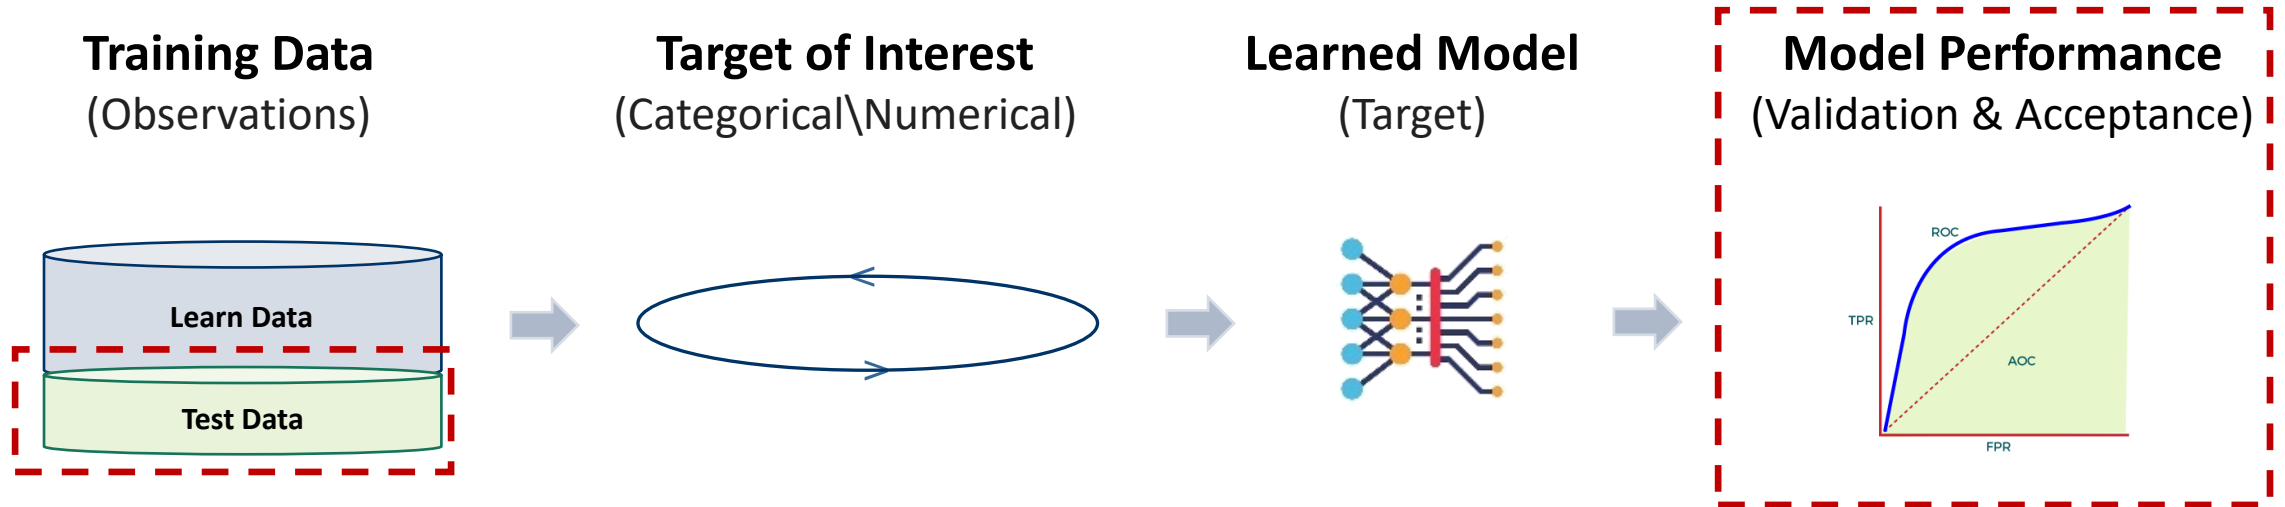 Training Data
(Observations)
Learn Data
Test Data
Target of Interest
(Categorical\Numerical)
Learned Model
(Target)
Model Performance
(Validation & Acceptance)
ROC
TPR
AOC
FPR